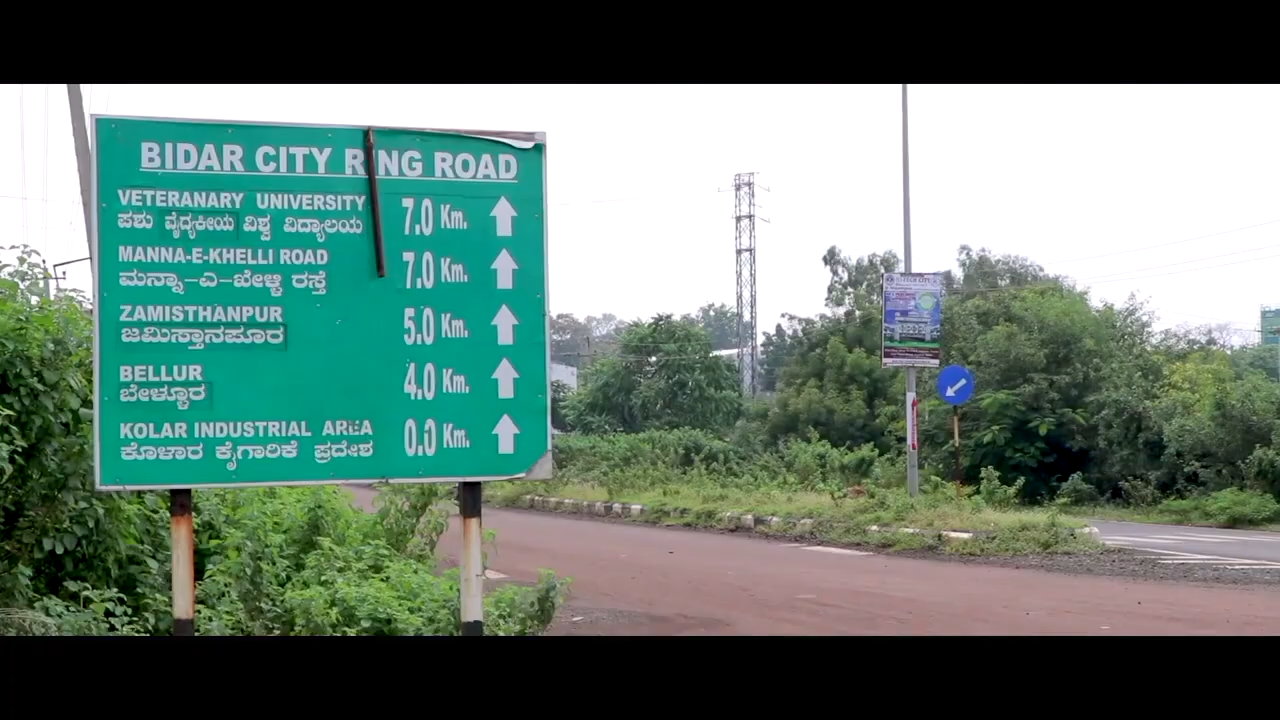 BIDAR CITY RING ROAD
VETERANARY UNIVERSITY
ಪಶು ವೈದ್ಯಕೀಯ ವಿಶ್ವ ವಿದ್ಯಾಲಯ
7.0 Km.
MANNA-E-KHELLI ROAD
ಮನ್ನಾ-ಎ-ಖೇಳ್ಳಿ ರಸ್ತೆ
7.0 Km.
ZAMISTHANPUR
ಜಮಿಸ್ತಾನಪೂರ
5.0 Km.
BELLUR
ಬೇಳ್ಳೂರ
4.0 Km.
KOLAR INDUSTRIAL AREA
ಕೊಳಾರ ಕೈಗಾರಿಕೆ ಪ್ರದೇಶ
0.0 Km.